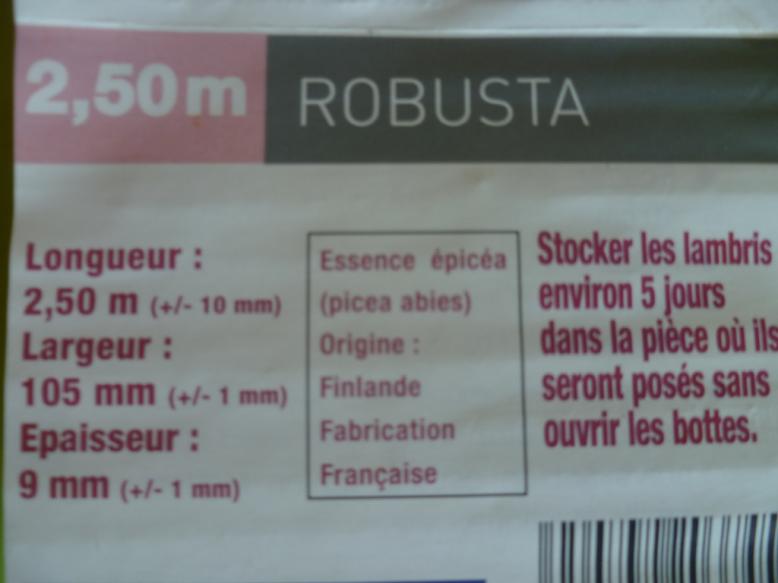 2,50m ROBUSTA
Longueur :
2,50 m (+/- 10 mm)
Largeur :
105 mm (+/- 1 mm)
Epaisseur :
9 mm (+/- 1 mm)
Essence épicéa
(picea abies)
Origine :
Finlande
Fabrication
Française
Stocker les lambris
environ 5 jours
dans la pièce où ils
seront posés sans
ouvrir les bottes.